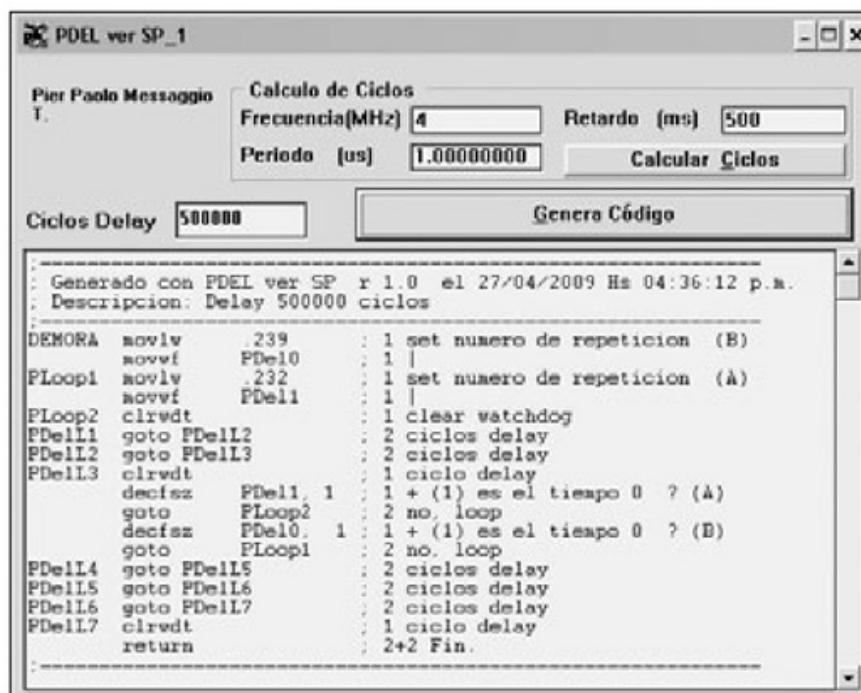 PDEL ver SP_1
Pier Paolo Messaggio
T.
Calculo de Ciclos
Frecuencia(MHz) 4 Retardo (ms) 500
Periodo (us) 1.00000000 Calcular Ciclos
Ciclos Delay 500000 Genera Código
;-------------------------------------------------------------
; Generado con PDEL ver SP r 1.0 el 27/04/2009 Hs 04:36:12 p.m.
; Descripcion: Delay 500000 ciclos
;-------------------------------------------------------------
DEMORA movlw .239 ; 1 set numero de repeticion (B)
movwf PDel0 ; 1 |
PLoop1 movlw .232 ; 1 set numero de repeticion (A)
movwf PDel1 ; 1 |
PLoop2 clrwdt ; 1 clear watchdog
PDelL1 goto PDelL2 ; 2 ciclos delay
PDelL2 goto PDelL3 ; 2 ciclos delay
PDelL3 clrwdt ; 1 ciclo delay
decfsz PDel1, 1 ; 1 + (1) es el tiempo 0 ? (A)
goto PLoop2 ; 2 no, loop
decfsz PDel0, 1 ; 1 + (1) es el tiempo 0 ? (B)
goto PLoop1 ; 2 no, loop
PDelL4 goto PDelL5 ; 2 ciclos delay
PDelL5 goto PDelL6 ; 2 ciclos delay
PDelL6 goto PDelL7 ; 2 ciclos delay
PDelL7 clrwdt ; 1 ciclo delay
return ; 2+2 Fin.
;-------------------------------------------------------------